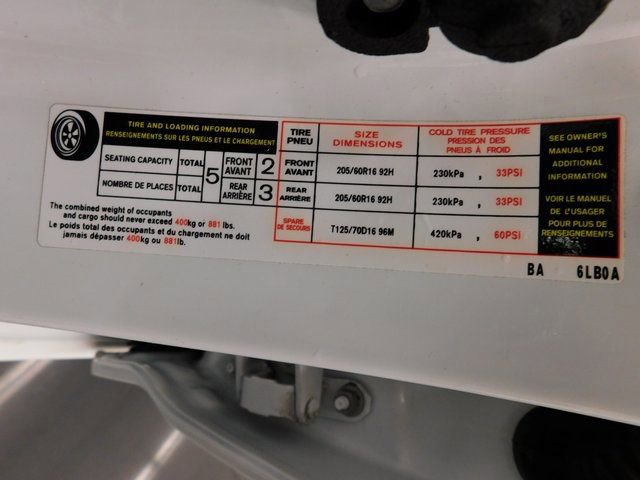 TIRE AND LOADING INFORMATION
RENSEIGNEMENTS SUR LES PNEUS ET LE CHARGEMENT
SEATING CAPACITY TOTAL 5 FRONT AVANT 2
NOMBRE DE PLACES TOTAL REAR ARRIÈRE 3
The combined weight of occupants
and cargo should never exceed 400kg or 881 lbs.
Le poids total des occupants et du chargement ne doit
jamais dépasser 400kg ou 881lb.
TIRE PNEU SIZE DIMENSIONS COLD TIRE PRESSURE PRESSION DES PNEUS À FROID
FRONT AVANT 205/60R16 92H 230kPa , 33PSI
REAR ARRIÈRE 205/60R16 92H 230kPa , 33PSI
SPARE DE SECOURS T125/70D16 96M 420kPa , 60PSI
SEE OWNER'S
MANUAL FOR
ADDITIONAL
INFORMATION
VOIR LE MANUEL
DE L'USAGER
POUR PLUS DE
RENSEIGNEMENTS
BA 6LB0A